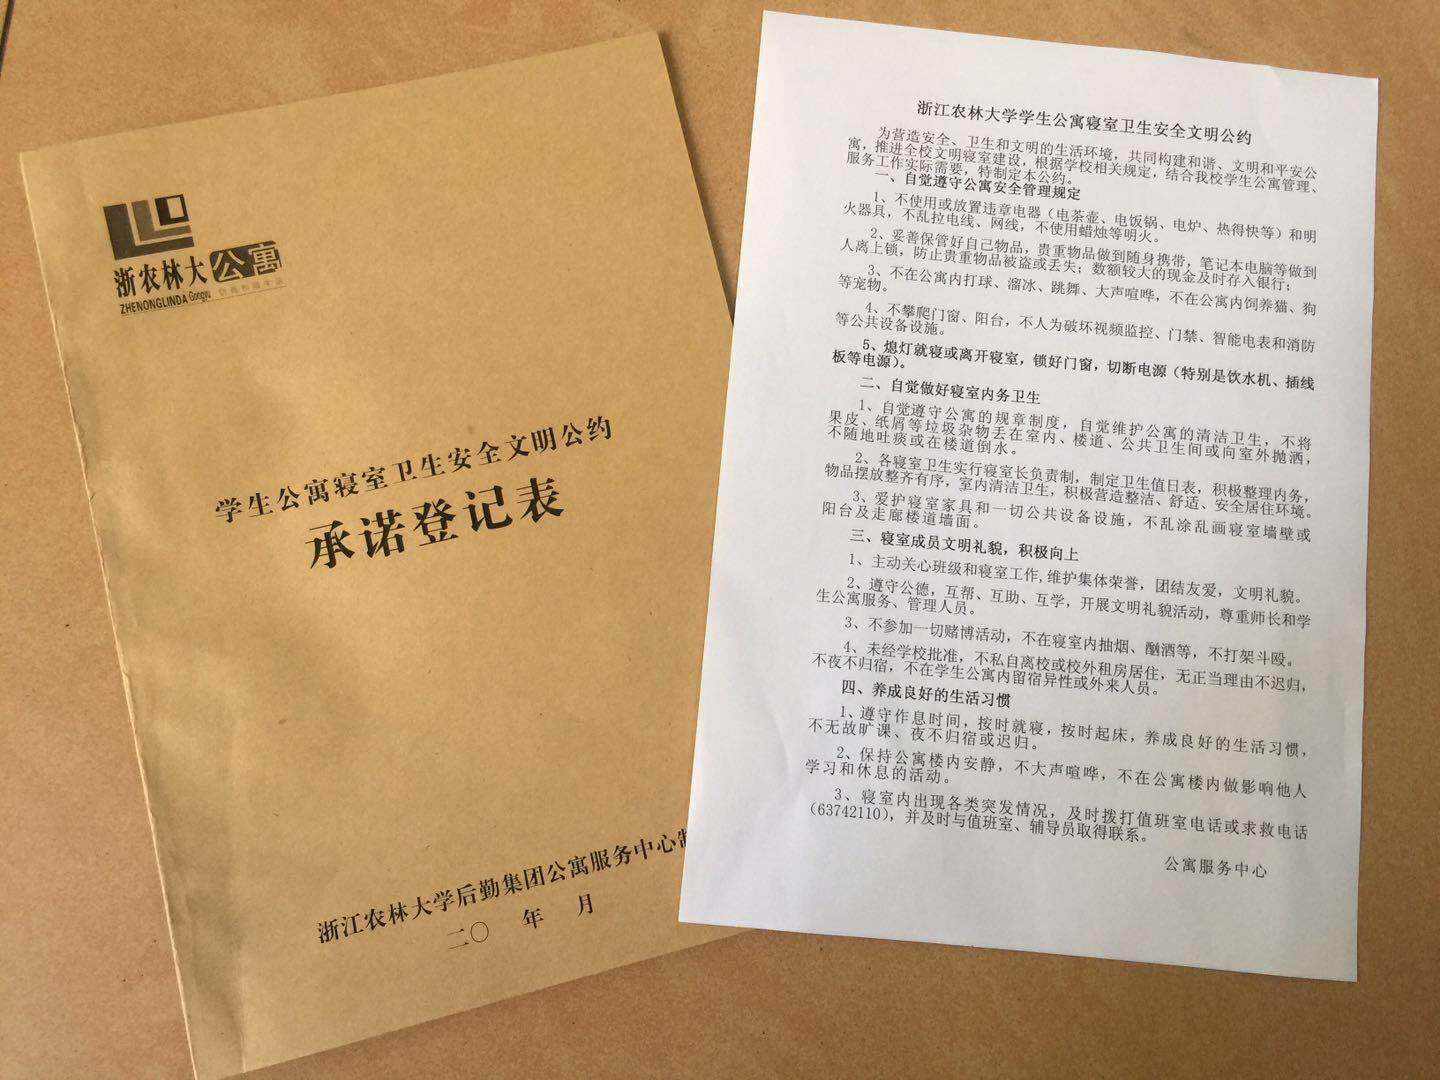 浙农林大公寓
ZHENONGLINDA Gongyu
学生公寓寝室卫生安全文明公约
承诺登记表
浙江农林大学后勤集团公寓服务中心制
二〇 年 月
浙江农林大学学生公寓寝室卫生安全文明公约
为营造安全、卫生和文明的生活环境，共同构建和谐、文明和平安公
寓，推进全校文明寝室建设，根据学校相关规定，结合我校学生公寓管理、
服务工作实际需要，特制定本公约。
一、自觉遵守公寓安全管理规定
1、不使用或放置违章电器（电茶壶、电饭锅、电炉、热得快等）和明
火器具，不乱拉电线、网线，不使用蜡烛等明火。
2、妥善保管好自己物品，贵重物品做到随身携带，笔记本电脑等做到
人离上锁，防止贵重物品被盗或丢失；数额较大的现金及时存入银行；
3、不在公寓内打球、溜冰、跳舞、大声喧哗，不在公寓内饲养猫、狗
等宠物。
4、不攀爬门窗、阳台，不人为破坏视频监控、门禁、智能电表和消防
等公共设备设施。
5、熄灯就寝或离开寝室，锁好门窗，切断电源（特别是饮水机、插线
板等电源）。
二、自觉做好寝室内务卫生
1、自觉遵守公寓的规章制度，自觉维护公寓的清洁卫生，不将
果皮、纸屑等垃圾杂物丢在室内、楼道、公共卫生间或向室外抛洒，
不随地吐痰或在楼道倒水。
2、各寝室卫生实行寝室长负责制，制定卫生值日表，积极整理内务，
物品摆放整齐有序，室内清洁卫生，积极营造整洁、舒适、安全居住环境。
3、爱护寝室家具和一切公共设备设施，不乱涂乱画寝室墙壁或
阳台及走廊楼道墙面。
三、寝室成员文明礼貌，积极向上
1、主动关心班级和寝室工作,维护集体荣誉，团结友爱，文明礼貌。
2、遵守公德，互帮、互助、互学，开展文明礼貌活动，尊重师长和学
生公寓服务、管理人员。
3、不参加一切赌博活动，不在寝室内抽烟、酗酒等，不打架斗殴。
4、未经学校批准，不私自离校或校外租房居住，无正当理由不迟归，
不夜不归宿，不在学生公寓内留宿异性或外来人员。
四、养成良好的生活习惯
1、遵守作息时间，按时就寝，按时起床，养成良好的生活习惯，
不无故旷课、夜不归宿或迟归。
2、保持公寓楼内安静，不大声喧哗，不在公寓楼内做影响他人
学习和休息的活动。
3、寝室内出现各类突发情况，及时拨打值班室电话或求救电话
（63742110），并及时与值班室、辅导员取得联系。
公寓服务中心